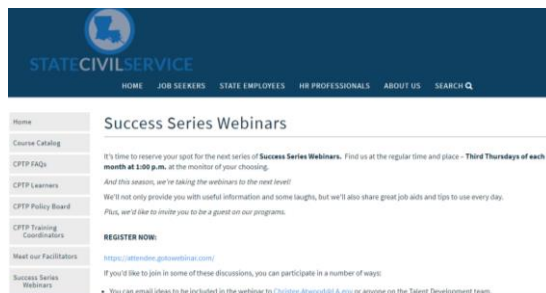 STATECIVILSERVICE
HOME JOB SEEKERS STATE EMPLOYEES HR PROFESSIONALS ABOUT US SEARCH
Home
Course Catalog
CPTP FAQs
CPTP Learners
CPTP Policy Board
CPTP Training
Coordinators
Meet our Facilitators
Success Series
Webinars
Success Series Webinars
It's time to reserve your spot for the next series of Success Series Webinars. Find us at the regular time and place – Third Thursdays of each
month at 1:00 p.m. at the monitor of your choosing.
And this season, we're taking the webinars to the next level!
We'll not only provide you with useful information and some laughs, but we'll also share great job aids and tips to use every day.
Plus, we'd like to invite you to be a guest on our programs.
REGISTER NOW:
https://attendee.gotowebinar.com/
If you'd like to join in some of these discussions, you can participate in a number of ways:
• You can email ideas to be included in the webinar to or anyone on the Talent Development team.